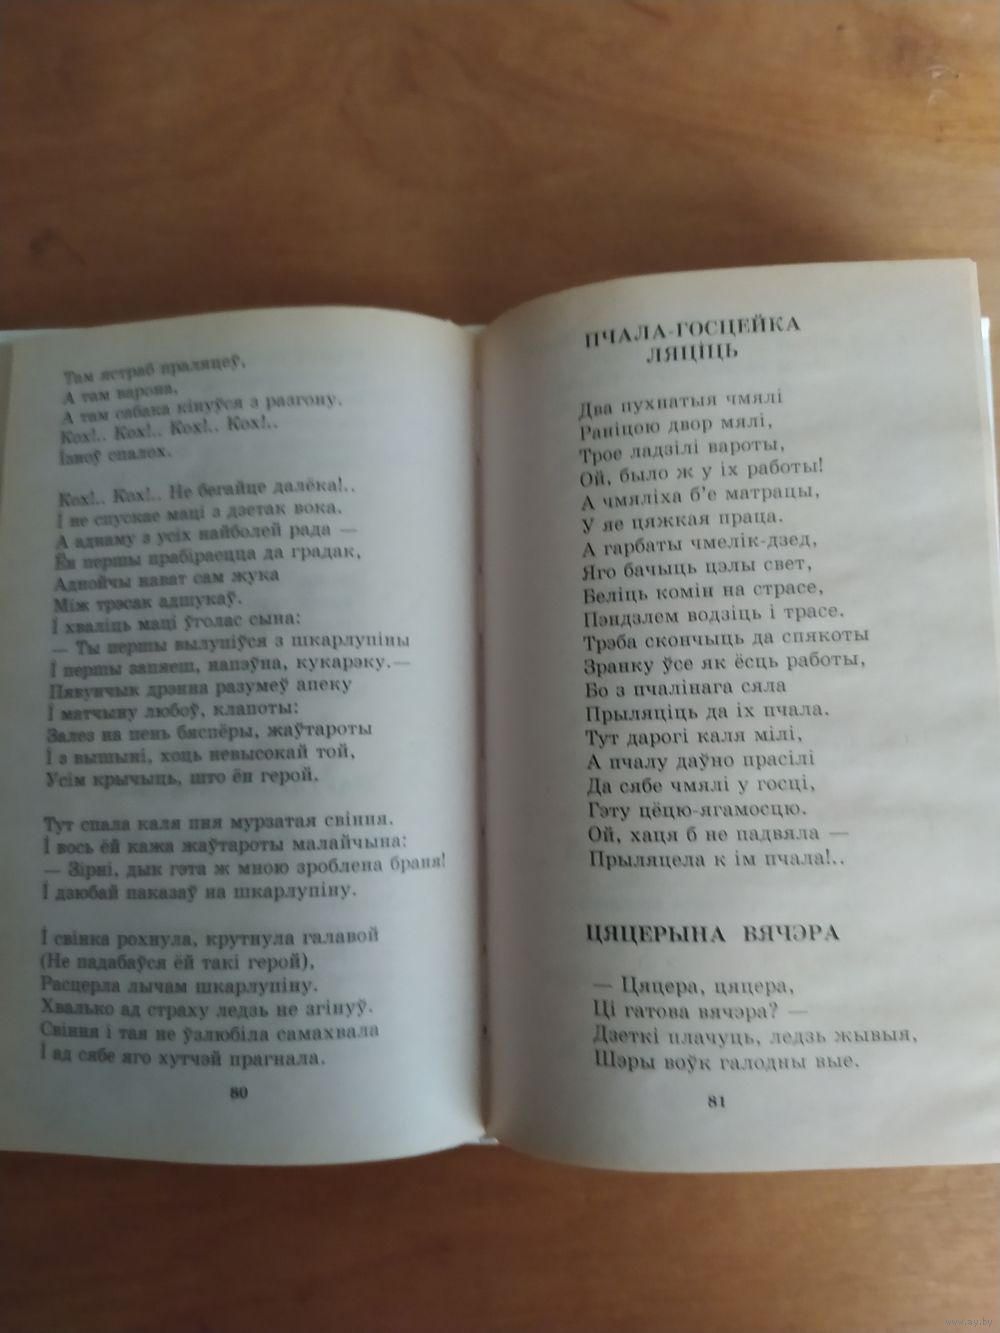 Там ястраб праляцеў,
А там варона,
А там сабака кінуўся з разгону.
Кох!.. Кох!.. Кох!.. Кох!..
Ізноў спалох.
Кох!.. Кох!.. Не бегайце далёка!..
І не спускае маці з дзетак вока.
А аднаму з усіх найболей рада —
Ён першы прабіраецца да градак,
Аднойчы нават сам жука
Між трэсак адшукаў.
І хваліць маці ўголас сына:
— Ты першы вылупіўся з шкарлупіны
І першы запяеш, напэўна, кукарэку.—
Пявунчык дрэнна разумеў апеку
І матчыну любоў, клапоты:
Залез на пень бяспёры, жаўтароты
І з вышыні, хоць невысокай той,
Усім крычыць, што ён герой.
Тут спала каля пня мурзатая свіння.
І вось ёй кажа жаўтароты малайчына:
— Зірні, дык гэта ж мною зроблена браня!
І дзюбай паказаў на шкарлупіну.
І свінка рохнула, крутнула галавой
(Не падабаўся ёй такі герой),
Расцерла лычам шкарлупіну.
Хвалько ад страху ледзь не згінуў.
Свіння і тая не ўзлюбіла самахвала
І ад сябе яго хутчэй прагнала.
80
ПЧАЛА-ГОСЦЕЙКА
ЛЯЦІЦЬ
Два пухпатыя чмялі
Раніцою двор мялі,
Трое ладзілі вароты,
Ой, было ж у іх работы!
А чмяліха б'е матрацы,
У яе цяжкая праца.
А гарбаты чмелік-дзед,
Яго бачыць цэлы свет,
Беліць комін на страсе,
Пэндзлем водзіць і трасе.
Трэба скончыць да спякоты
Зранку ўсе як ёсць работы,
Бо з пчалінага сяла
Прыляціць да іх пчала.
Тут дарогі каля мілі,
А пчалу даўно прасілі
Да сябе чмялі у госці,
Гэту цёцю-ягамосцю.
Ой, хаця б не падвяла —
Прыляцела к ім пчала!..
ЦЯЦЕРЫНА ВЯЧЭРА
— Цяцера, цяцера,
Ці гатова вячэра? —
Дзеткі плачуць, ледзь жывыя,
Шэры воўк галодны вые.
81
www.ay.by